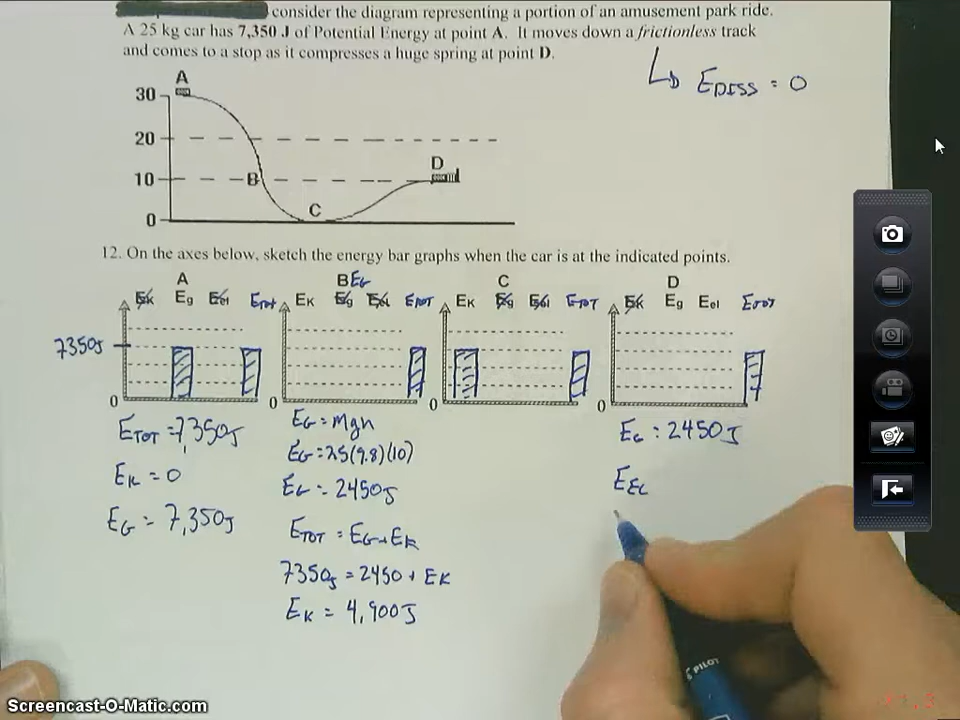 consider the diagram representing a portion of an amusement park ride.
A 25 kg car has 7,350 J of Potential Energy at point A. It moves down a frictionless track
and comes to a stop as it compresses a huge spring at point D.
EDISS = 0
A
30
20
D
10
B
C
0
12. On the axes below, sketch the energy bar graphs when the car is at the indicated points.
A
B EG
C
D
Ek Eg Eel ETOT
EK Eg Eel ETOT
EK Eg Eel ETOT
Ek Eg Eel ETOT
7350J
0
0
0
0
ETOT = 7,350J
EK = 0
EG = 7,350J
EG = mgh
EG = 25(9.8)(10)
EG = 2450J
ETOT = EG + EK
7350J = 2450 + EK
EK = 4,900J
EG : 2450J
EEL
PILOT
Screencast-O-Matic.com